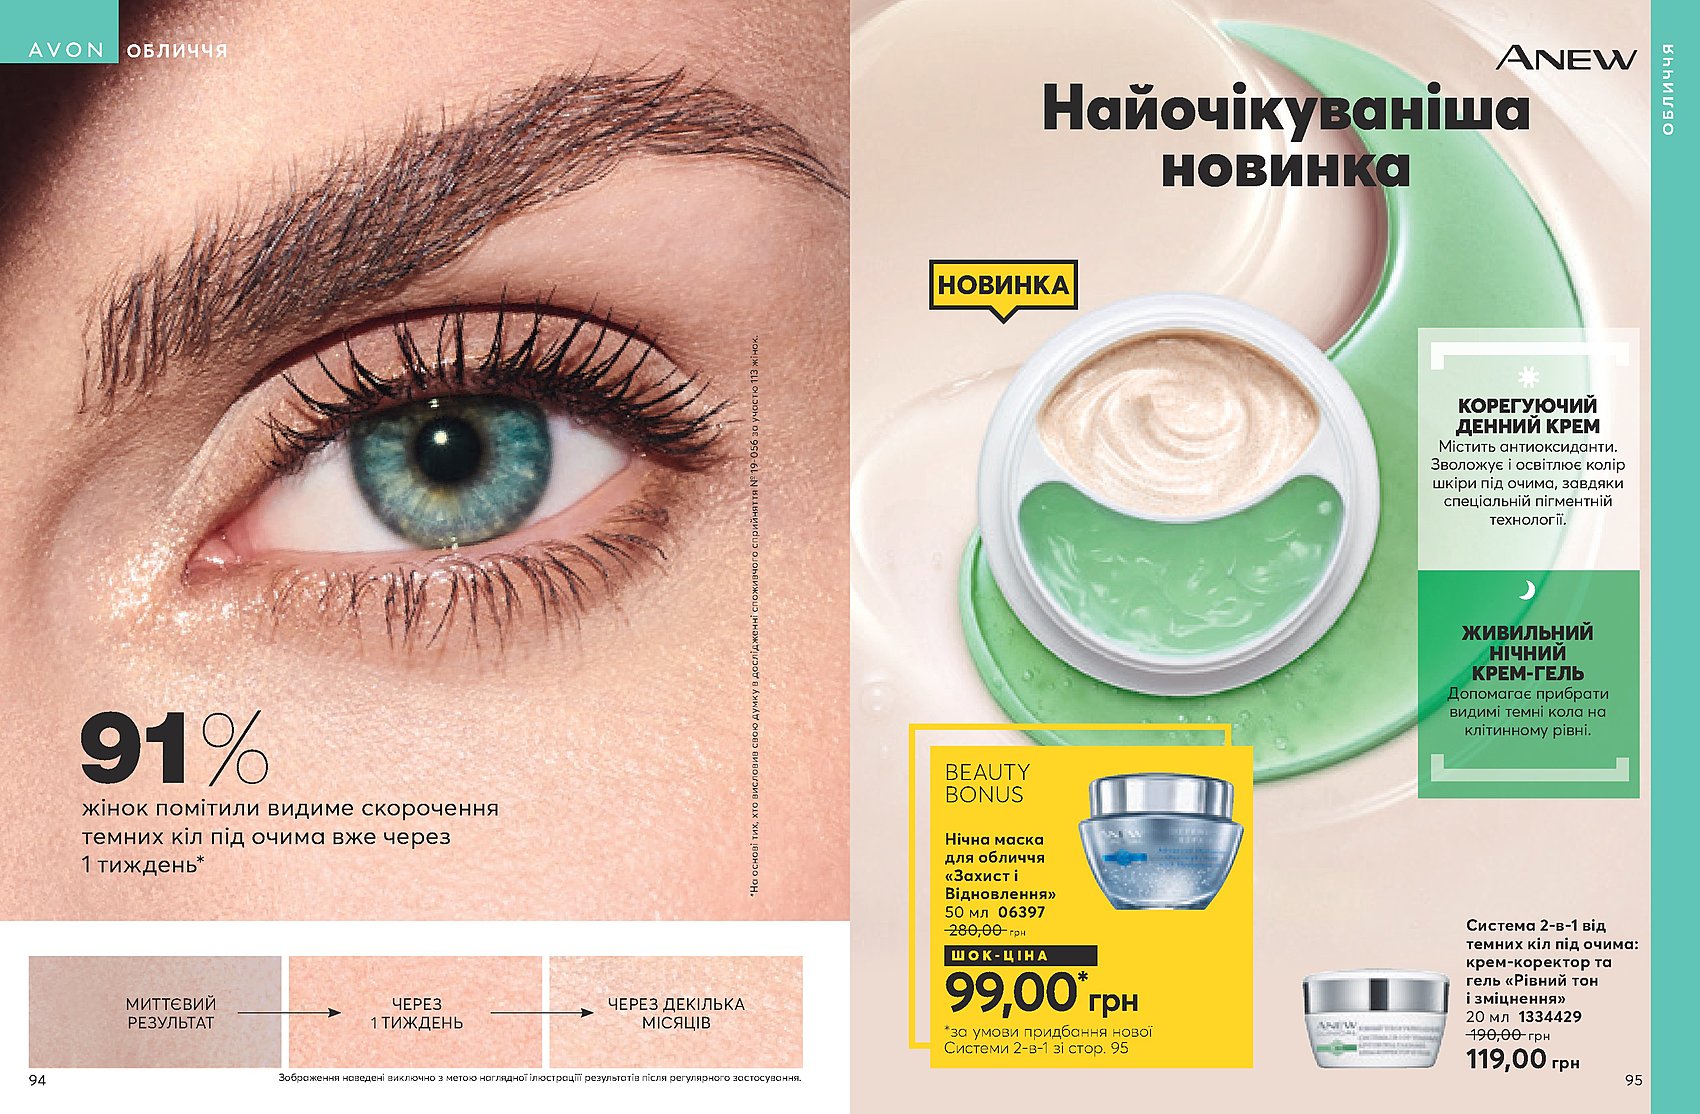 AVON ОБЛИЧЧЯ
91%
жінок помітили видиме скорочення
темних кіл під очима вже через
1 тиждень*
*На основі тих, хто висловив свою думку в дослідженні споживчого сприйняття № 19-056 за участю 113 жінок.
МИТТЄВИЙ
РЕЗУЛЬТАТ
ЧЕРЕЗ
1 ТИЖДЕНЬ
ЧЕРЕЗ ДЕКІЛЬКА
МІСЯЦІВ
94
Зображення наведені виключно з метою наглядної ілюстрації результатів після регулярного застосування.
ANEW
ОБЛИЧЧЯ
Найочікуваніша
новинка
НОВИНКА
КОРЕГУЮЧИЙ
ДЕННИЙ КРЕМ
Містить антиоксиданти.
Зволожує і освітлює колір
шкіри під очима, завдяки
спеціальній пігментній
технології.
ЖИВИЛЬНИЙ
НІЧНИЙ
КРЕМ-ГЕЛЬ
Допомагає прибрати
видимі темні кола на
клітинному рівні.
BEAUTY
BONUS
Нічна маска
для обличчя
«Захист і
Відновлення»
50 мл 06397
280,00 грн
ШОК-ЦІНА
99,00* грн
*за умови придбання нової
Системи 2-в-1 зі стор. 95
ANEW
ANEW
Система 2-в-1 від
темних кіл під очима:
крем-коректор та
гель «Рівний тон
і зміцнення»
20 мл 1334429
190,00 грн
119,00 грн
95